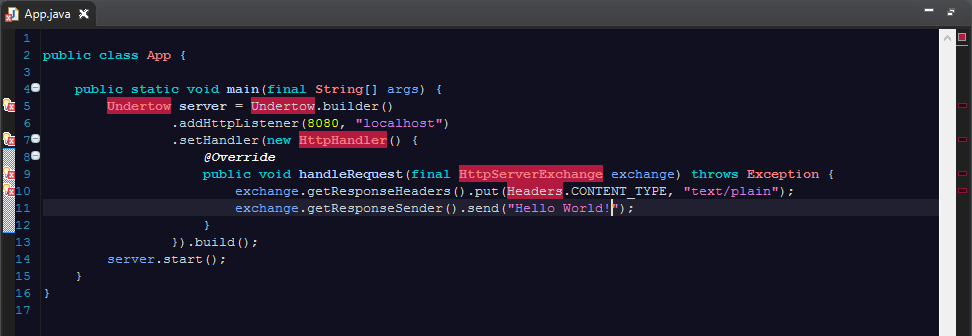 App.java
1
2 public class App {
3
4 public static void main(final String[] args) {
5 Undertow server = Undertow.builder()
6 .addHttpListener(8080, "localhost")
7 .setHandler(new HttpHandler() {
8 @Override
9 public void handleRequest(final HttpServerExchange exchange) throws Exception {
10 exchange.getResponseHeaders().put(Headers.CONTENT_TYPE, "text/plain");
11 exchange.getResponseSender().send("Hello World!");
12 }
13 }).build();
14 server.start();
15 }
16 }
17